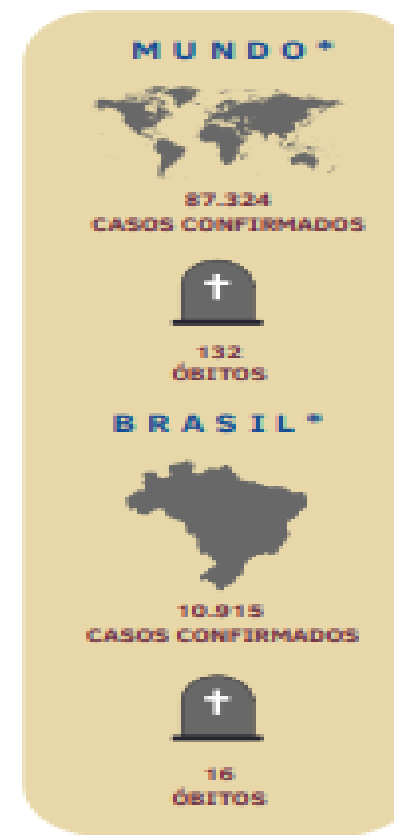 MUNDO*
87.324
CASOS CONFIRMADOS
132
ÓBITOS
BRASIL*
10.915
CASOS CONFIRMADOS
16
ÓBITOS